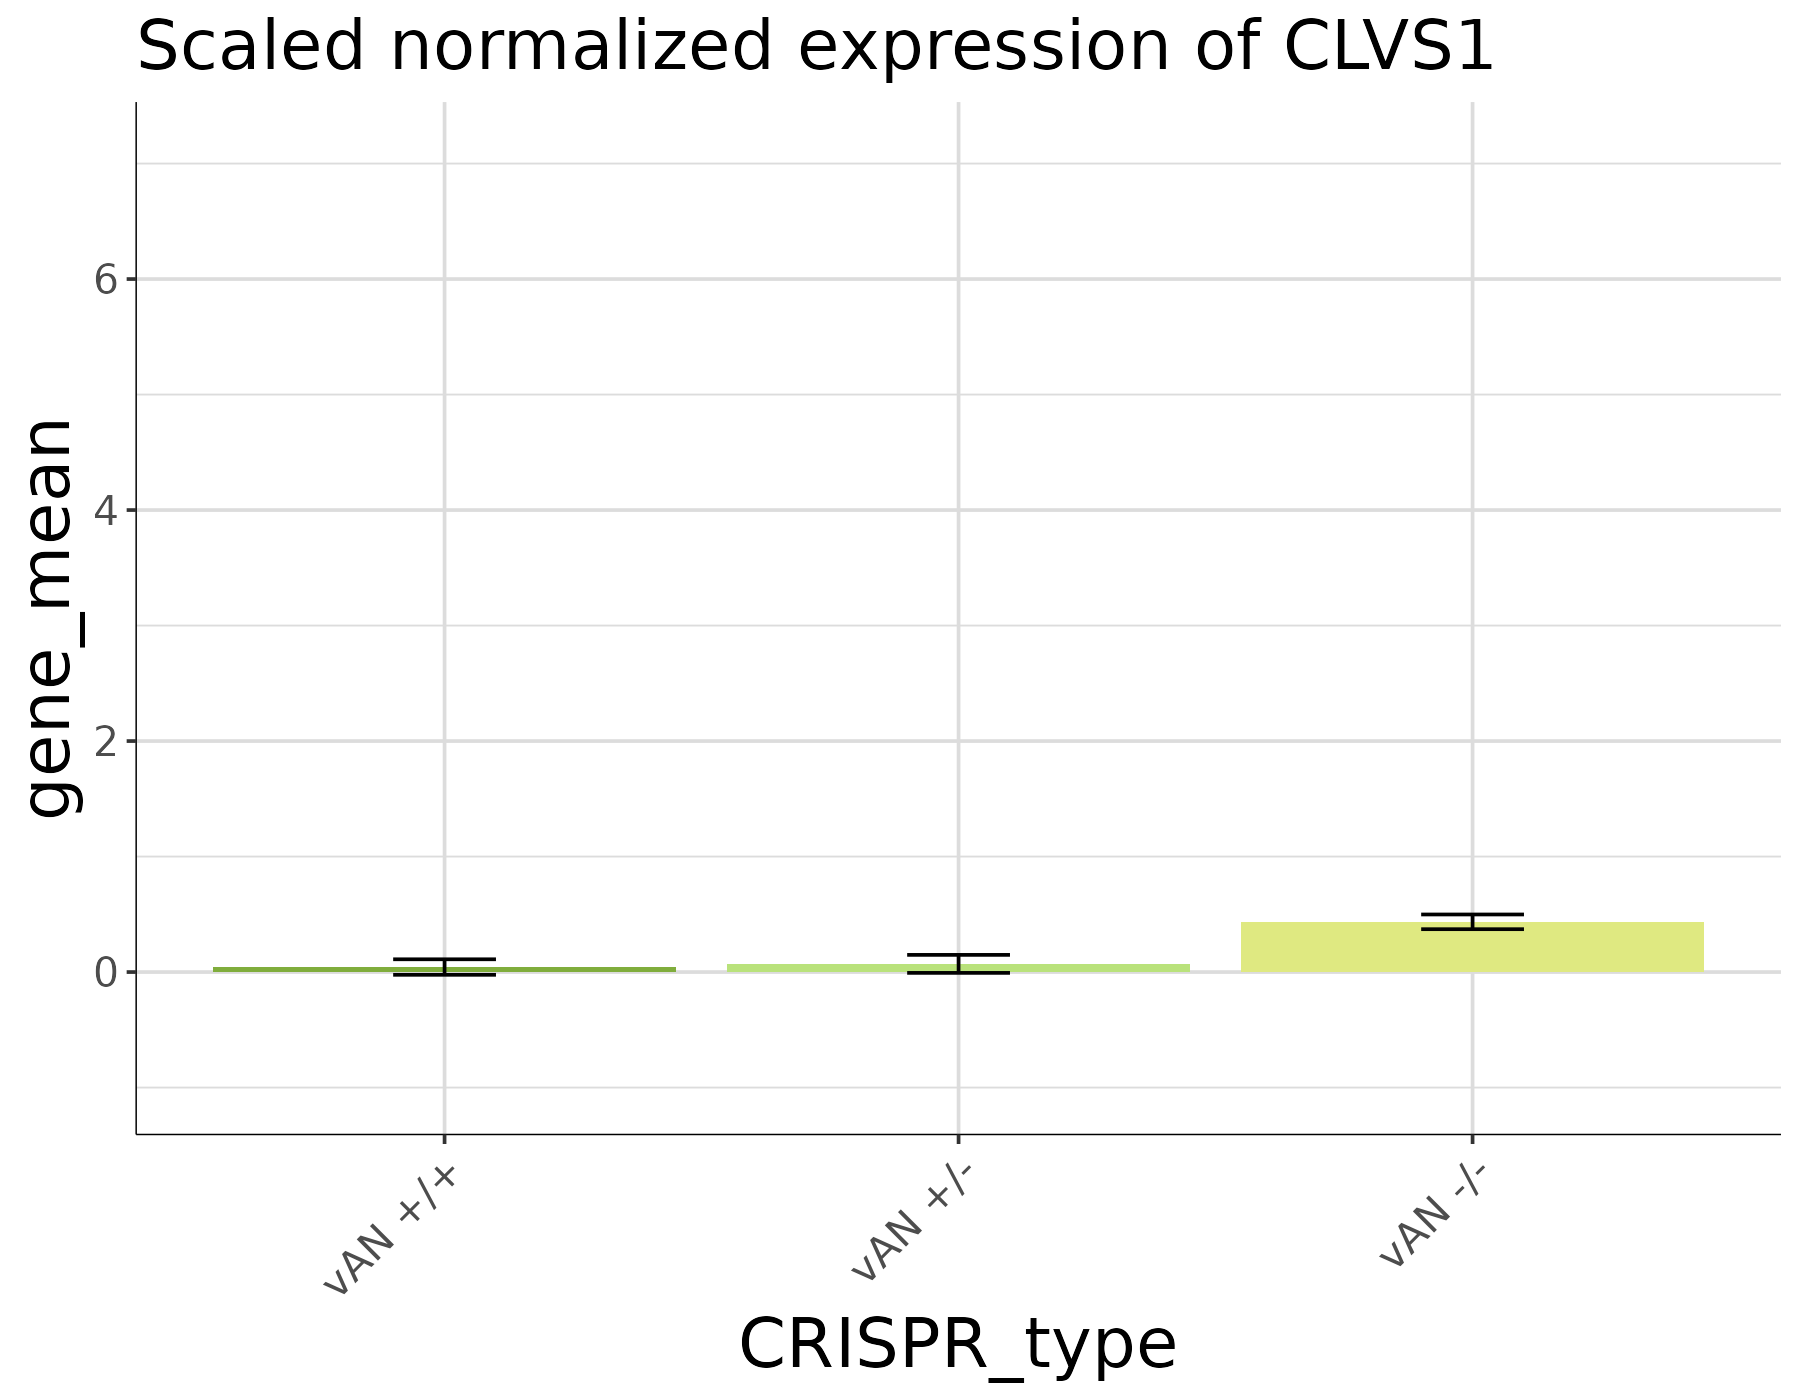 Scaled normalized expression of CLVS1
gene_mean
6
4
2
0
vAN +/+
vAN +/-
vAN -/-
CRISPR_type